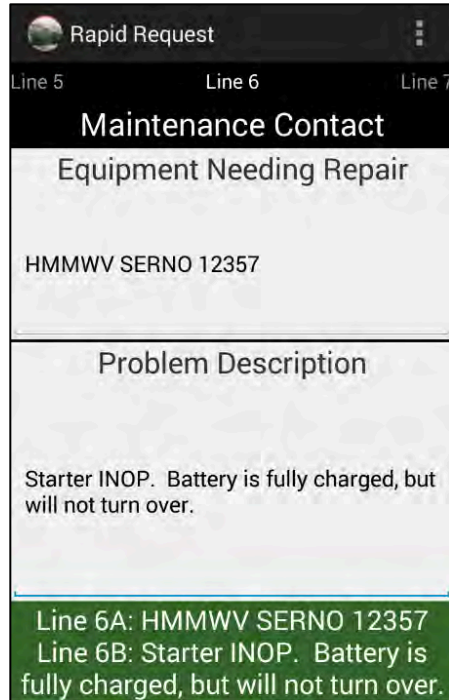 Rapid Request
Line 5 Line 6 Line 7
Maintenance Contact
Equipment Needing Repair
HMMWV SERNO 12357
Problem Description
Starter INOP.  Battery is fully charged, but
will not turn over.
Line 6A: HMMWV SERNO 12357
Line 6B: Starter INOP.  Battery is
fully charged, but will not turn over.